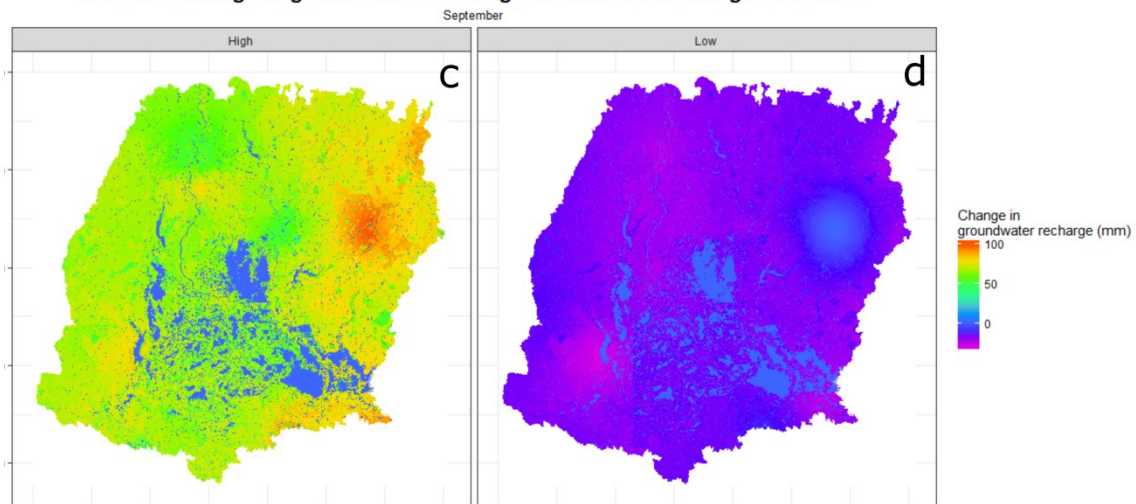 September
High
Low
c
d
Change in
groundwater recharge (mm)
100
50
0